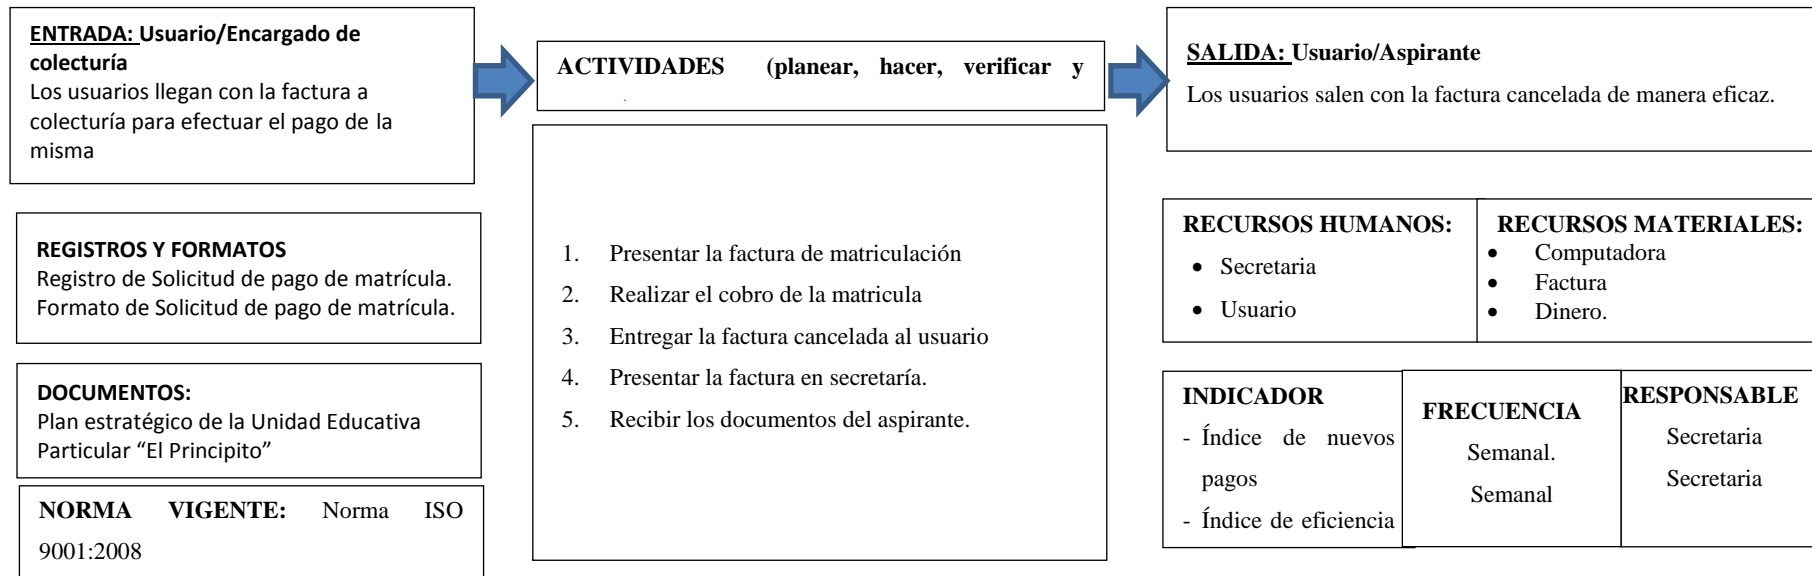 ENTRADA: Usuario/Encargado de
colecturía
Los usuarios llegan con la factura a
colecturía para efectuar el pago de la
misma
REGISTROS Y FORMATOS
Registro de Solicitud de pago de matrícula.
Formato de Solicitud de pago de matrícula.
DOCUMENTOS:
Plan estratégico de la Unidad Educativa
Particular “El Principito”
NORMA VIGENTE: Norma ISO
9001:2008
ACTIVIDADES (planear, hacer, verificar y
1. Presentar la factura de matriculación
2. Realizar el cobro de la matricula
3. Entregar la factura cancelada al usuario
4. Presentar la factura en secretaría.
5. Recibir los documentos del aspirante.
SALIDA: Usuario/Aspirante
Los usuarios salen con la factura cancelada de manera eficaz.
RECURSOS HUMANOS:
• Secretaria
• Usuario
RECURSOS MATERIALES:
• Computadora
• Factura
• Dinero.
INDICADOR
- Índice de nuevos
pagos
- Índice de eficiencia
FRECUENCIA
Semanal.
Semanal
RESPONSABLE
Secretaria
Secretaria